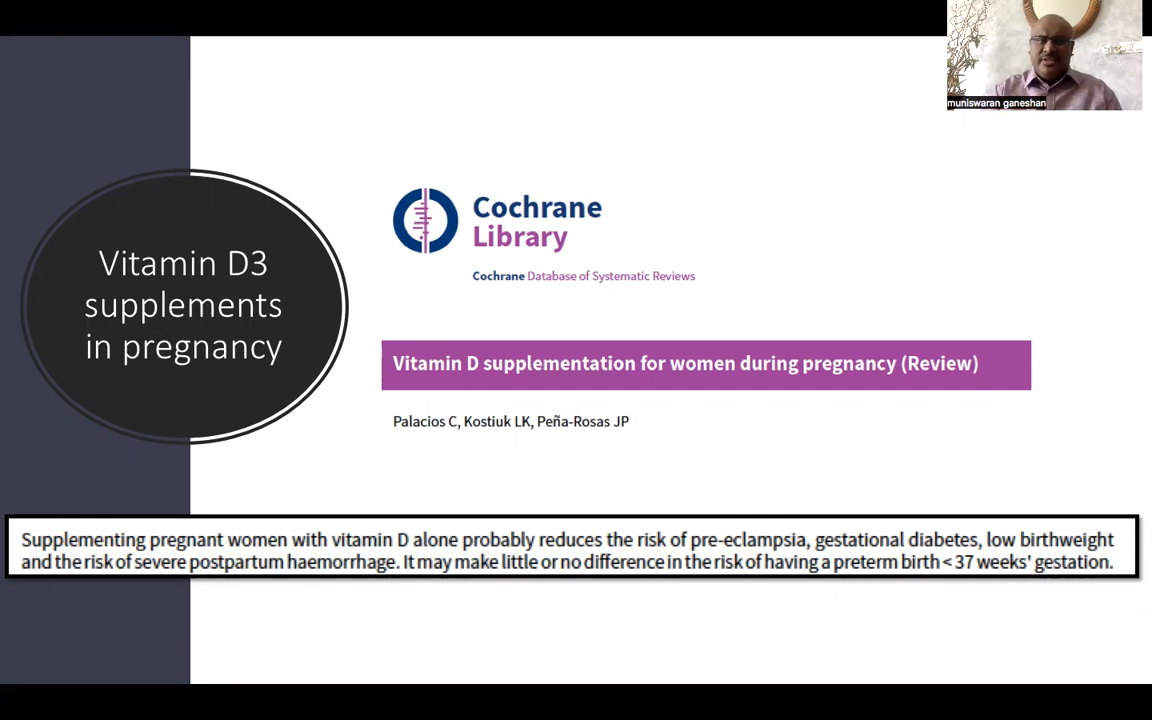 muniswaran ganeshan
Vitamin D3
supplements
in pregnancy
Cochrane
Library
Cochrane Database of Systematic Reviews
Vitamin D supplementation for women during pregnancy (Review)
Palacios C, Kostiuk LK, Peña-Rosas JP
Supplementing pregnant women with vitamin D alone probably reduces the risk of pre-eclampsia, gestational diabetes, low birthweight
and the risk of severe postpartum haemorrhage. It may make little or no difference in the risk of having a preterm birth < 37 weeks' gestation.